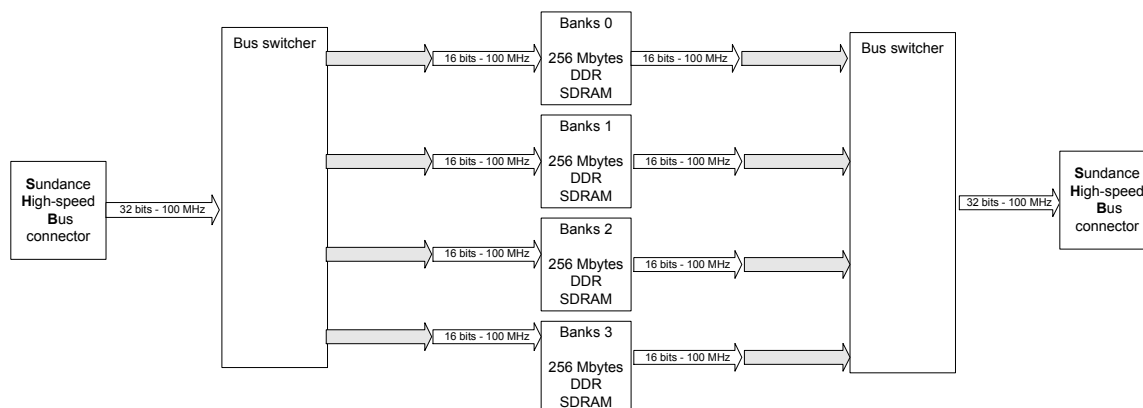 Sundance
High-speed
Bus
connector
32 bits - 100 MHz
Bus switcher
16 bits - 100 MHz
Banks 0
256 Mbytes
DDR
SDRAM
16 bits - 100 MHz
16 bits - 100 MHz
Banks 1
256 Mbytes
DDR
SDRAM
16 bits - 100 MHz
16 bits - 100 MHz
Banks 2
256 Mbytes
DDR
SDRAM
16 bits - 100 MHz
16 bits - 100 MHz
Banks 3
256 Mbytes
DDR
SDRAM
16 bits - 100 MHz
Bus switcher
32 bits - 100 MHz
Sundance
High-speed
Bus
connector